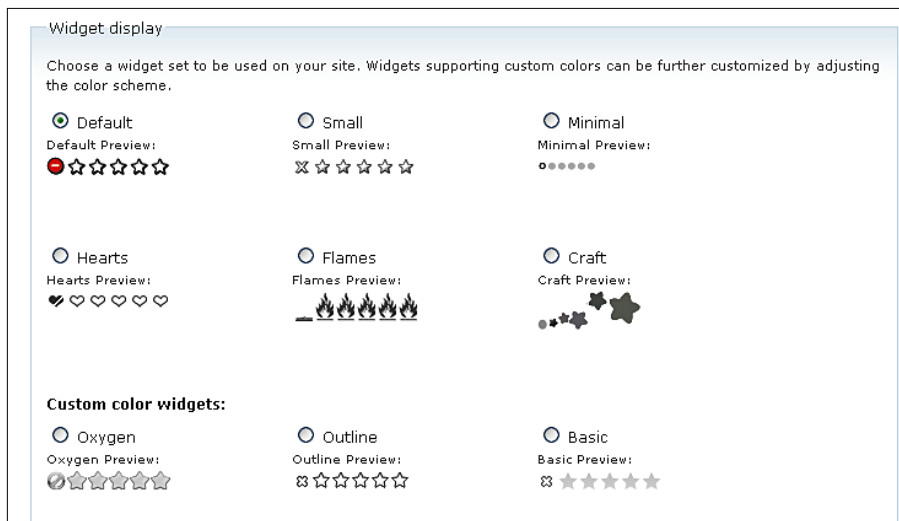 Widget display
Choose a widget set to be used on your site. Widgets supporting custom colors can be further customized by adjusting
the color scheme.
Default
Small
Minimal
Default Preview:
Small Preview:
Minimal Preview:
Hearts
Flames
Craft
Hearts Preview:
Flames Preview:
Craft Preview:
Custom color widgets:
Oxygen
Outline
Basic
Oxygen Preview:
Outline Preview:
Basic Preview: